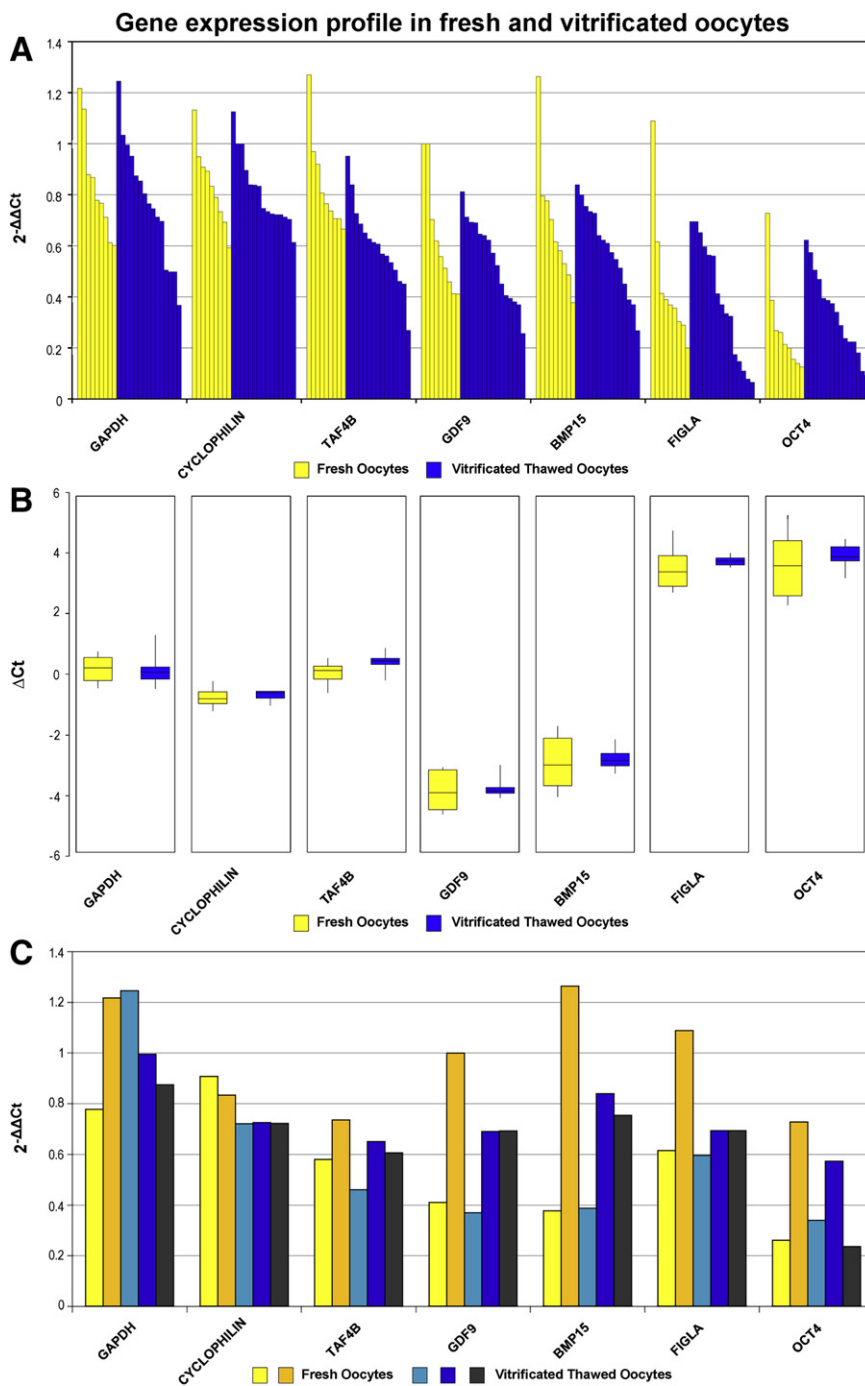 Gene expression profile in fresh and vitrificated oocytes
A
1.4
1.2
1
0.8
0.6
0.4
0.2
0
2-ΔΔCt
GAPDH
CYCLOPHILIN
TAF4B
GDF9
BMP15
FIGLA
OCT4
Fresh Oocytes
Vitrificated Thawed Oocytes
B
6
4
2
0
-2
-4
-6
ΔCt
GAPDH
CYCLOPHILIN
TAF4B
GDF9
BMP15
FIGLA
OCT4
Fresh Oocytes
Vitrificated Thawed Oocytes
C
1.4
1.2
1
0.8
0.6
0.4
0.2
0
2-ΔΔCt
GAPDH
CYCLOPHILIN
TAF4B
GDF9
BMP15
FIGLA
OCT4
Fresh Oocytes
Vitrificated Thawed Oocytes